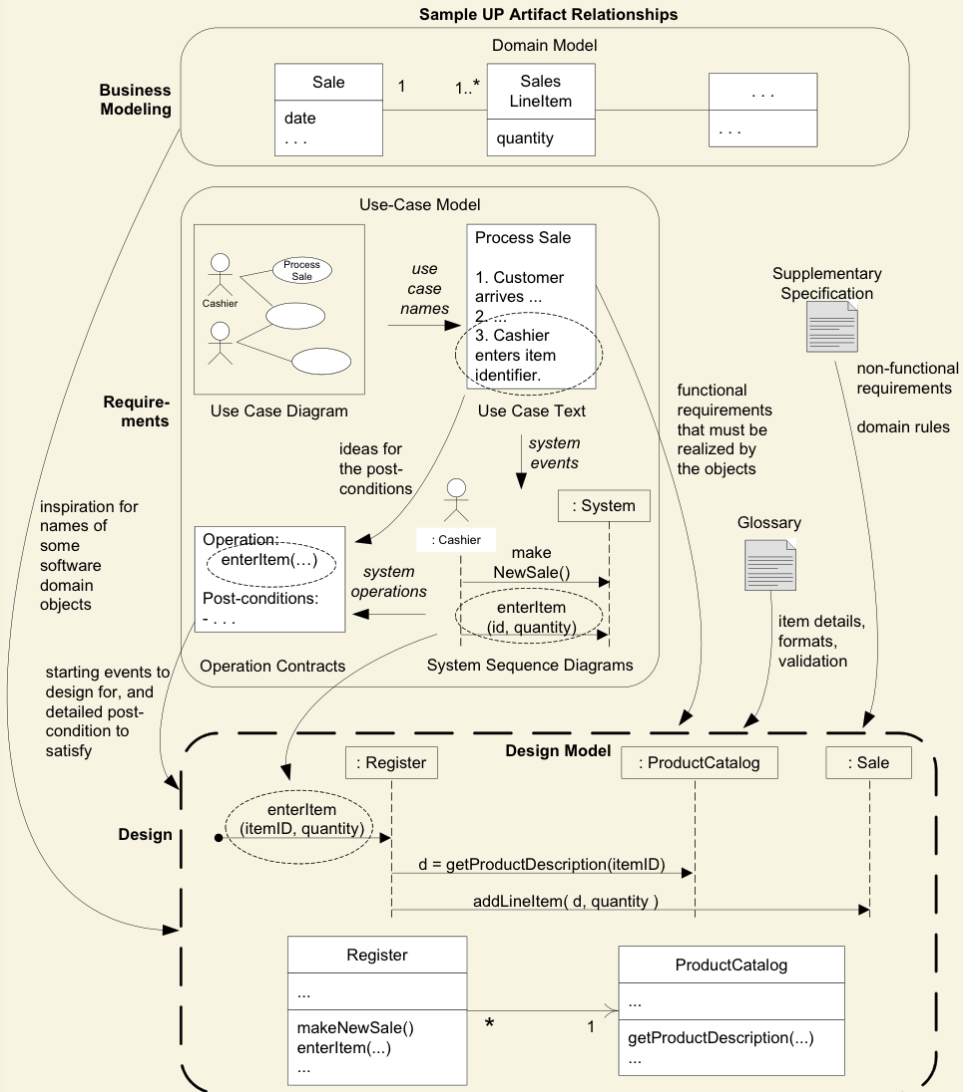 Sample UP Artifact Relationships
Domain Model
Business
Modeling
Sale
date
. . .
1
1..*
Sales
LineItem
quantity
. . .
. . .
Use-Case Model
Require-
ments
Process
Sale
Cashier
Use Case Diagram
use
case
names
Process Sale
1. Customer
arrives ...
2. ...
3. Cashier
enters item
identifier.
Use Case Text
Supplementary
Specification
non-functional
requirements
domain rules
functional
requirements
that must be
realized by
the objects
ideas for
the post-
conditions
system
events
inspiration for
names of
some
software
domain
objects
Operation:
enterItem(…)
Post-conditions:
- . . .
Operation Contracts
system
operations
: Cashier
: System
make
NewSale()
enterItem
(id, quantity)
System Sequence Diagrams
Glossary
item details,
formats,
validation
starting events to
design for, and
detailed post-
condition to
satisfy
Design Model
Design
: Register
: ProductCatalog
: Sale
enterItem
(itemID, quantity)
d = getProductDescription(itemID)
addLineItem( d, quantity )
Register
...
makeNewSale()
enterItem(...)
...
*
1
ProductCatalog
...
getProductDescription(...)
...